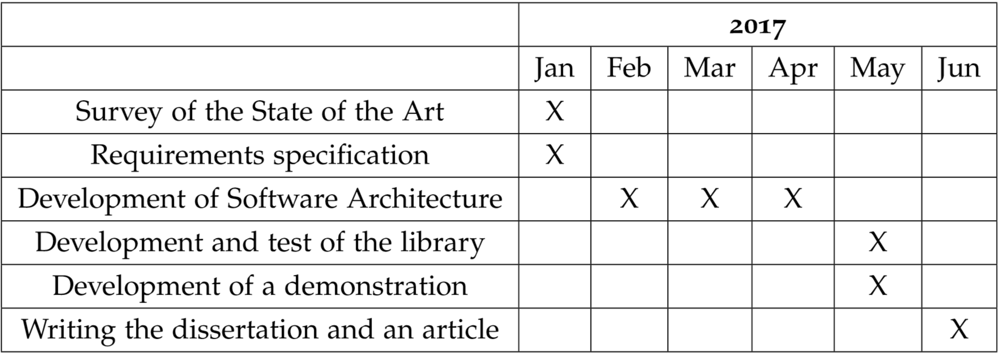 2017
Jan Feb Mar Apr May Jun
Survey of the State of the Art X
Requirements specification X
Development of Software Architecture X X X
Development and test of the library X
Development of a demonstration X
Writing the dissertation and an article X